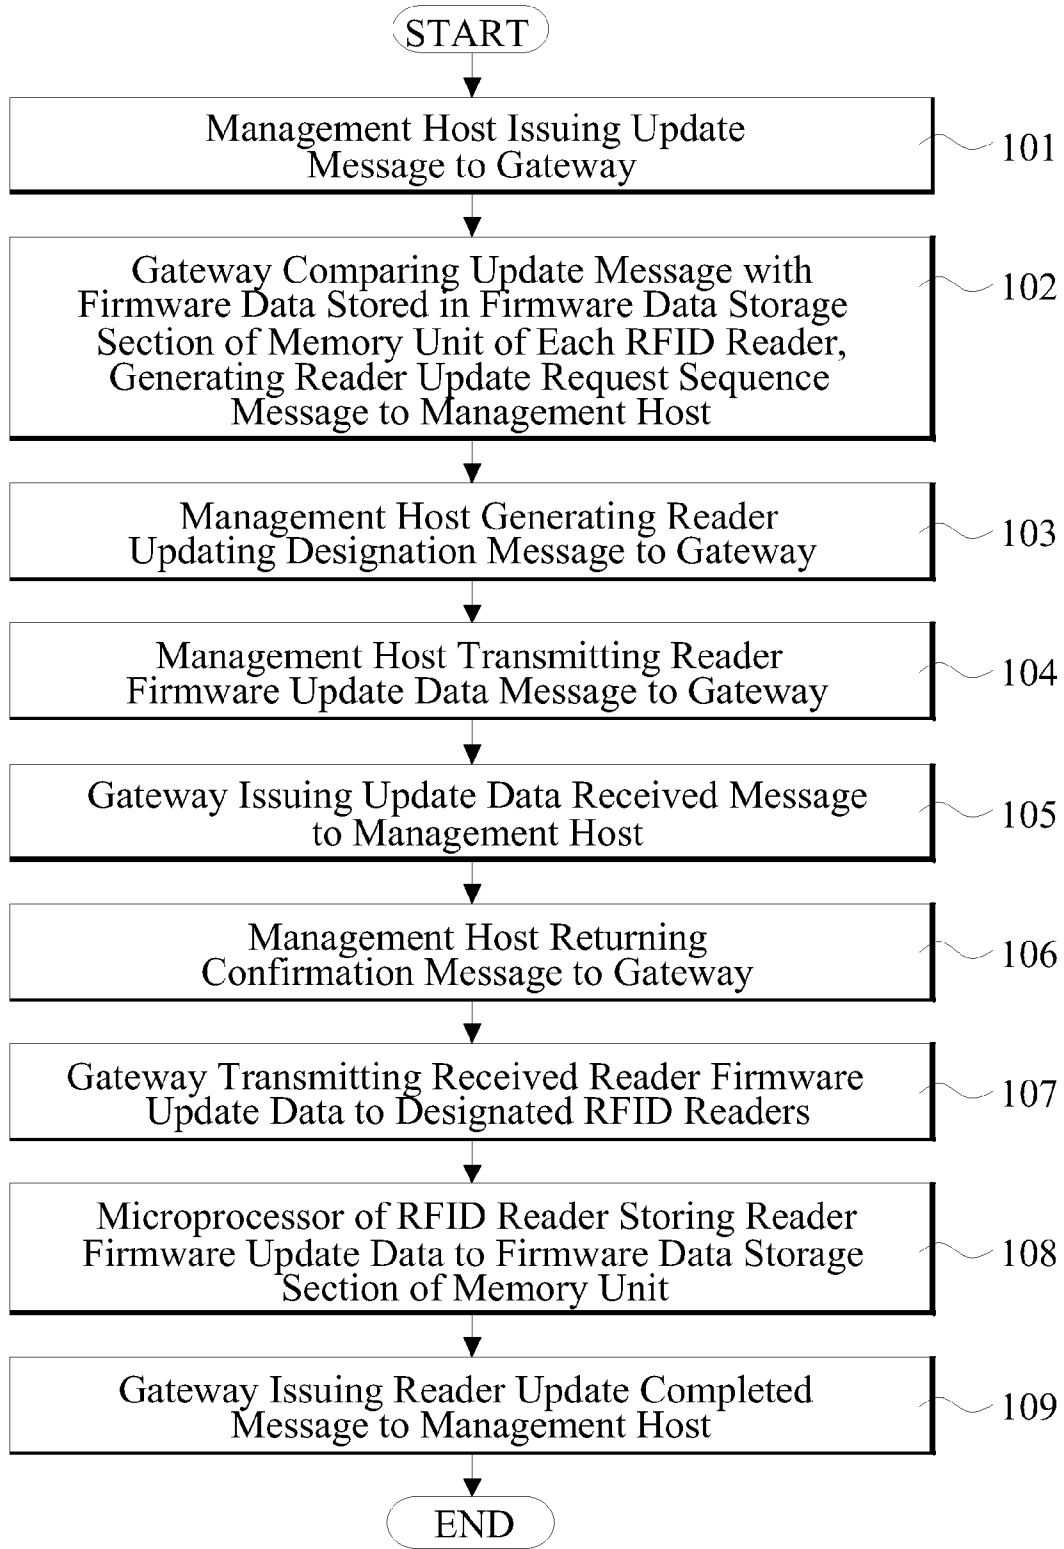 START
Management Host Issuing Update
Message to Gateway
101
Gateway Comparing Update Message with
Firmware Data Stored in Firmware Data Storage
Section of Memory Unit of Each RFID Reader,
Generating Reader Update Request Sequence
Message to Management Host
102
Management Host Generating Reader
Updating Designation Message to Gateway
103
Management Host Transmitting Reader
Firmware Update Data Message to Gateway
104
Gateway Issuing Update Data Received Message
to Management Host
105
Management Host Returning
Confirmation Message to Gateway
106
Gateway Transmitting Received Reader Firmware
Update Data to Designated RFID Readers
107
Microprocessor of RFID Reader Storing Reader
Firmware Update Data to Firmware Data Storage
Section of Memory Unit
108
Gateway Issuing Reader Update Completed
Message to Management Host
109
END